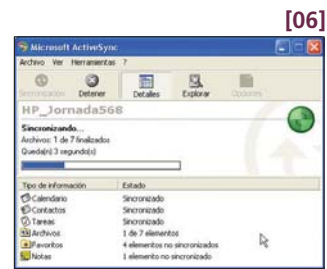 [06]
Microsoft ActiveSync
Archivo Ver Herramientas ?
Sincronización Detener Detalles Explorar Opciones
HP_Jornada568
Sincronizando...
Archivos: 1 de 7 finalizados
Queda(n) 3 segundo(s)
Tipo de información Estado
Calendario Sincronizado
Contactos Sincronizado
Tareas Sincronizado
Archivos 1 de 7 elementos
Favoritos 4 elementos no sincronizados
Notas 1 elemento no sincronizado